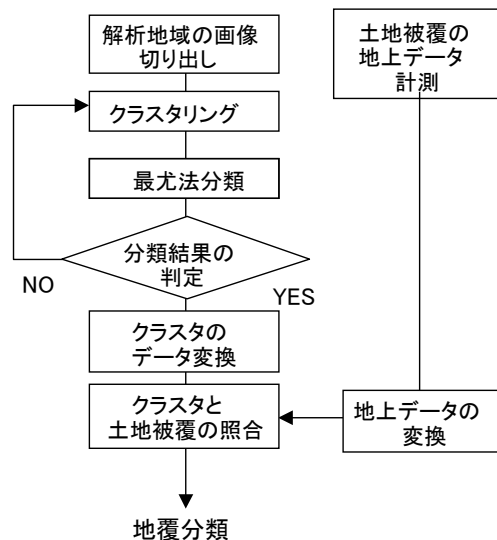 解析地域の画像
切り出し
土地被覆の
地上データ
計測
クラスタリング
最尤法分類
分類結果の
判定
NO
YES
クラスタの
データ変換
クラスタと
土地被覆の照合
地上データの
変換
地覆分類